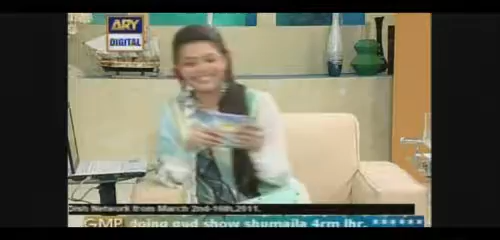 ARY
DIGITAL
Dish Network from March 2nd-16th,2011.
GMP doing gud show shumaila 4rm lhr. ******